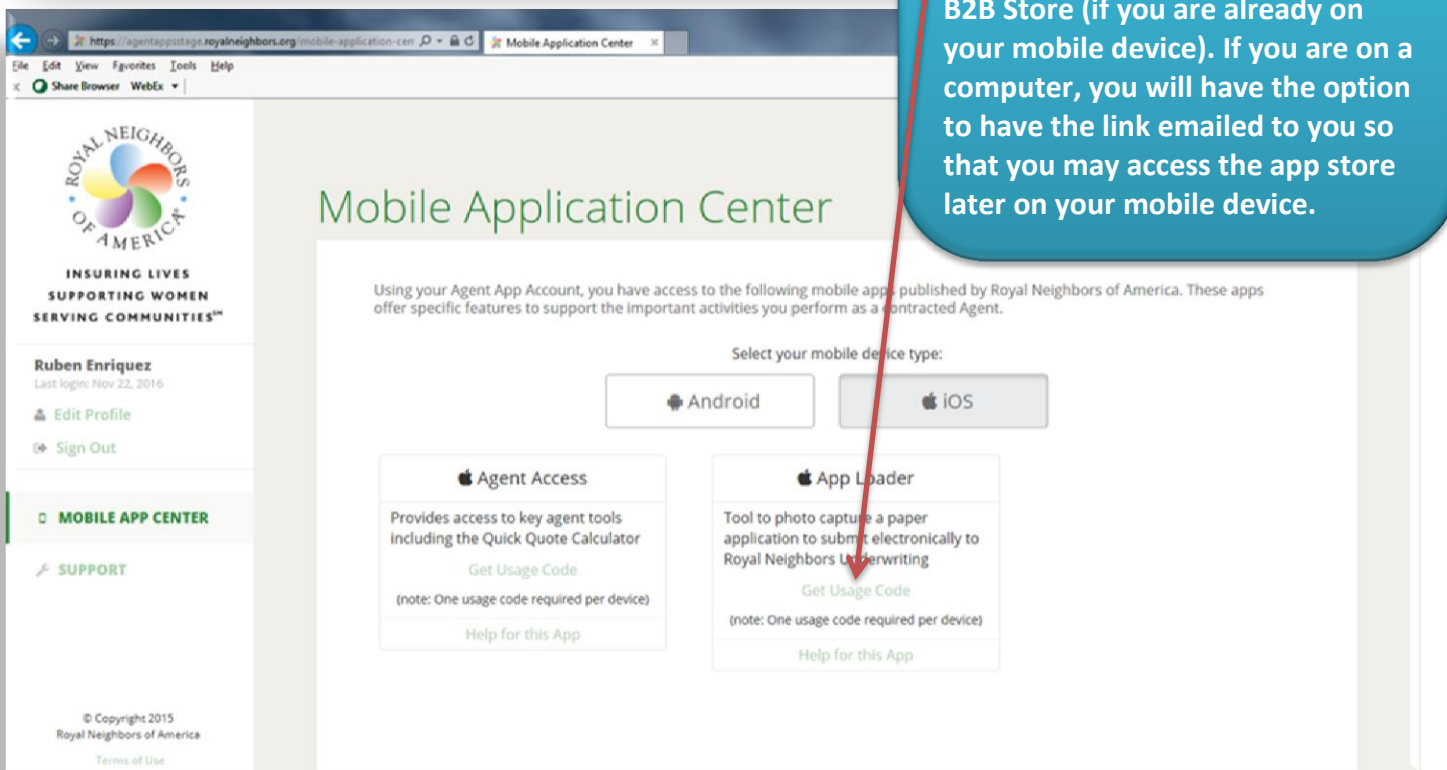 B2B Store (if you are already on
your mobile device). If you are on a
computer, you will have the option
to have the link emailed to you so
that you may access the app store
later on your mobile device.
https://agentappsstage.royalneighbors.org/mobile-application-cen
Mobile Application Center
File Edit View Favorites Tools Help
x Share Browser WebEx
ROYAL NEIGHBORS
OF AMERICA®
INSURING LIVES
SUPPORTING WOMEN
SERVING COMMUNITIES℠
Ruben Enriquez
Last login: Nov 22, 2016
Edit Profile
Sign Out
MOBILE APP CENTER
SUPPORT
© Copyright 2015
Royal Neighbors of America
Terms of Use
Mobile Application Center
Using your Agent App Account, you have access to the following mobile apps published by Royal Neighbors of America. These apps
offer specific features to support the important activities you perform as a contracted Agent.
Select your mobile device type:
Android
iOS
Agent Access
Provides access to key agent tools
including the Quick Quote Calculator
Get Usage Code
(note: One usage code required per device)
Help for this App
App Loader
Tool to photo capture a paper
application to submit electronically to
Royal Neighbors Underwriting
Get Usage Code
(note: One usage code required per device)
Help for this App